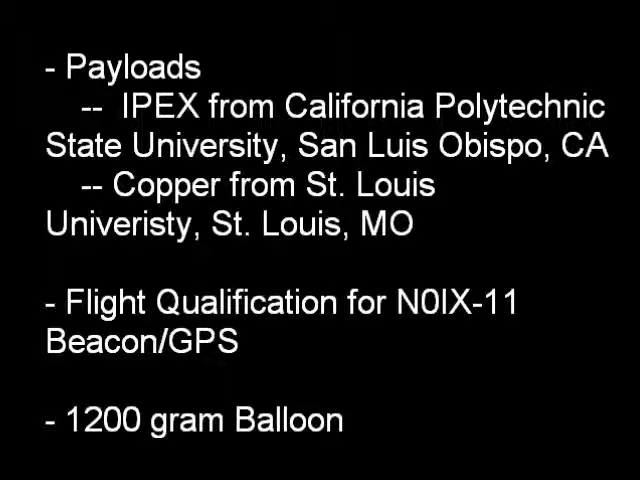 - Payloads
-- IPEX from California Polytechnic
State University, San Luis Obispo, CA
-- Copper from St. Louis
Univeristy, St. Louis, MO
- Flight Qualification for N0IX-11
Beacon/GPS
- 1200 gram Balloon